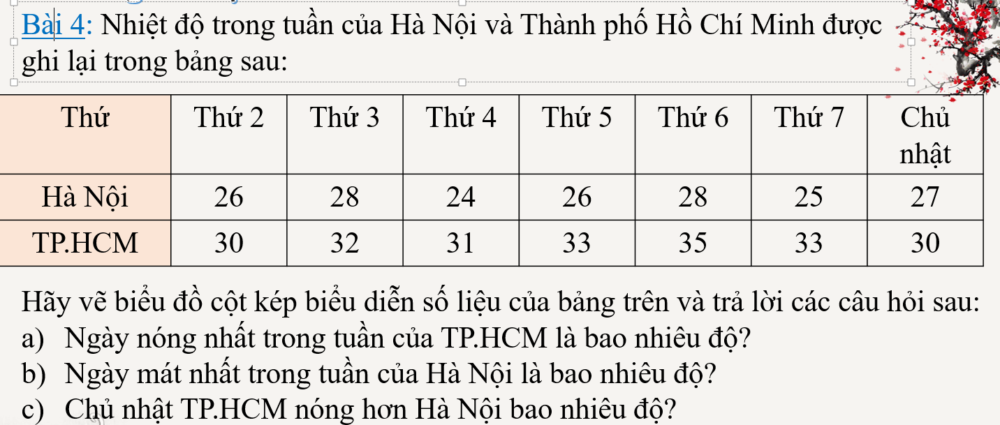 Bài 4: Nhiệt độ trong tuần của Hà Nội và Thành phố Hồ Chí Minh được
ghi lại trong bảng sau:
Thứ Thứ 2 Thứ 3 Thứ 4 Thứ 5 Thứ 6 Thứ 7 Chủ
nhật
Hà Nội 26 28 24 26 28 25 27
TP.HCM 30 32 31 33 35 33 30
Hãy vẽ biểu đồ cột kép biểu diễn số liệu của bảng trên và trả lời các câu hỏi sau:
a) Ngày nóng nhất trong tuần của TP.HCM là bao nhiêu độ?
b) Ngày mát nhất trong tuần của Hà Nội là bao nhiêu độ?
c) Chủ nhật TP.HCM nóng hơn Hà Nội bao nhiêu độ?